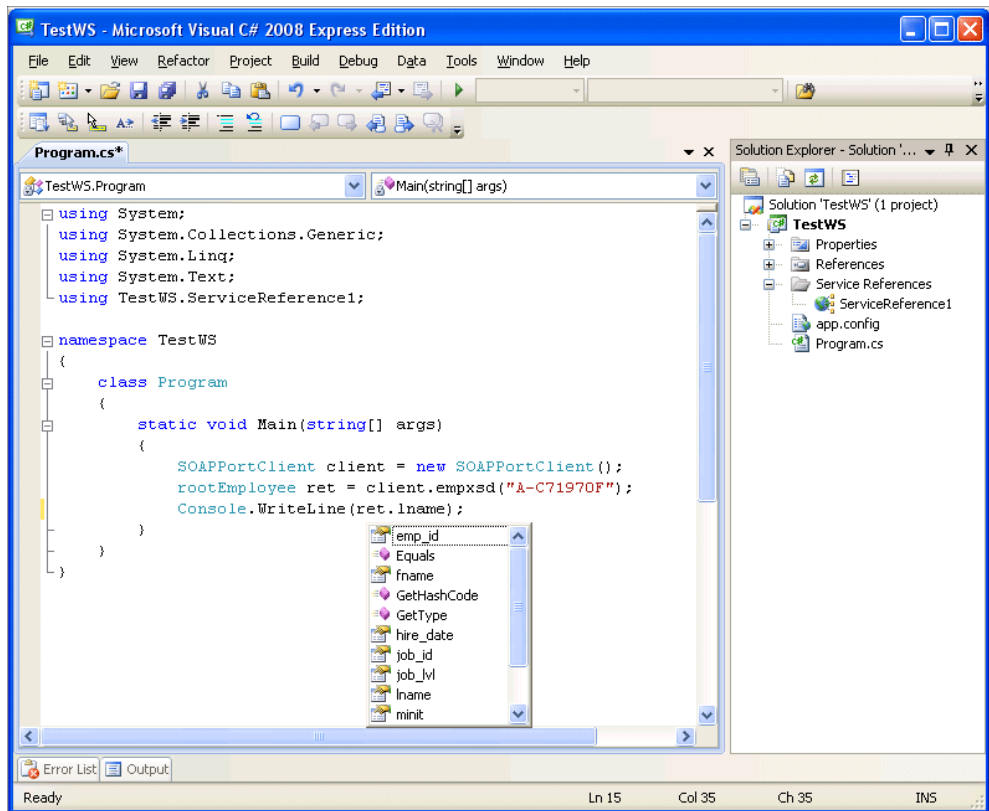 TestWS - Microsoft Visual C# 2008 Express Edition
File Edit View Refactor Project Build Debug Data Tools Window Help
Program.cs*
TestWS.Program
Main(string[] args)
using System;
using System.Collections.Generic;
using System.Linq;
using System.Text;
using TestWS.ServiceReference1;
namespace TestWS
{
class Program
{
static void Main(string[] args)
{
SOAPPortClient client = new SOAPPortClient();
rootEmployee ret = client.empxsd("A-C71970F");
Console.WriteLine(ret.lname);
}
}
}
emp_id
Equals
fname
GetHashCode
GetType
hire_date
job_id
job_lvl
lname
minit
Solution Explorer - Solution '...
Solution 'TestWS' (1 project)
TestWS
Properties
References
Service References
ServiceReference1
app.config
Program.cs
Error List Output
Ready Ln 15 Col 35 Ch 35 INS